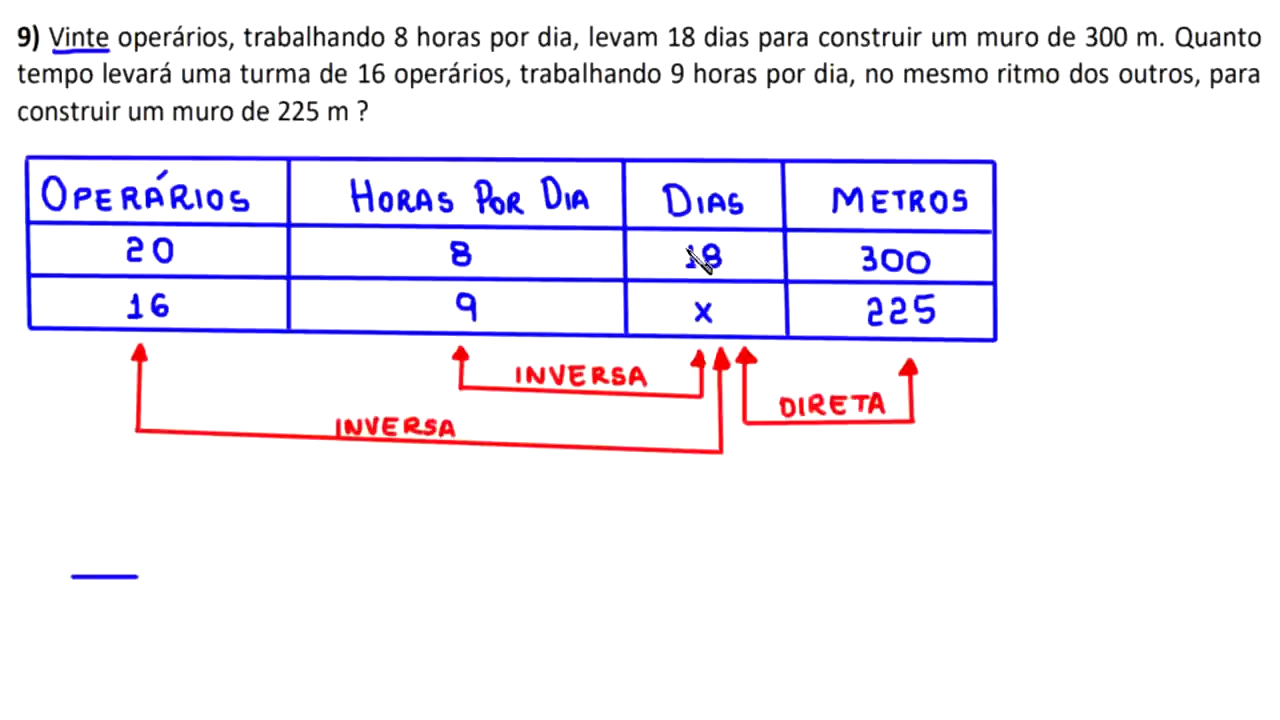 9) Vinte operários, trabalhando 8 horas por dia, levam 18 dias para construir um muro de 300 m. Quanto
tempo levará uma turma de 16 operários, trabalhando 9 horas por dia, no mesmo ritmo dos outros, para
construir um muro de 225 m ?
OPERÁRIOS HORAS POR DIA DIAS METROS
20 8 18 300
16 9 x 225
INVERSA
DIRETA
INVERSA